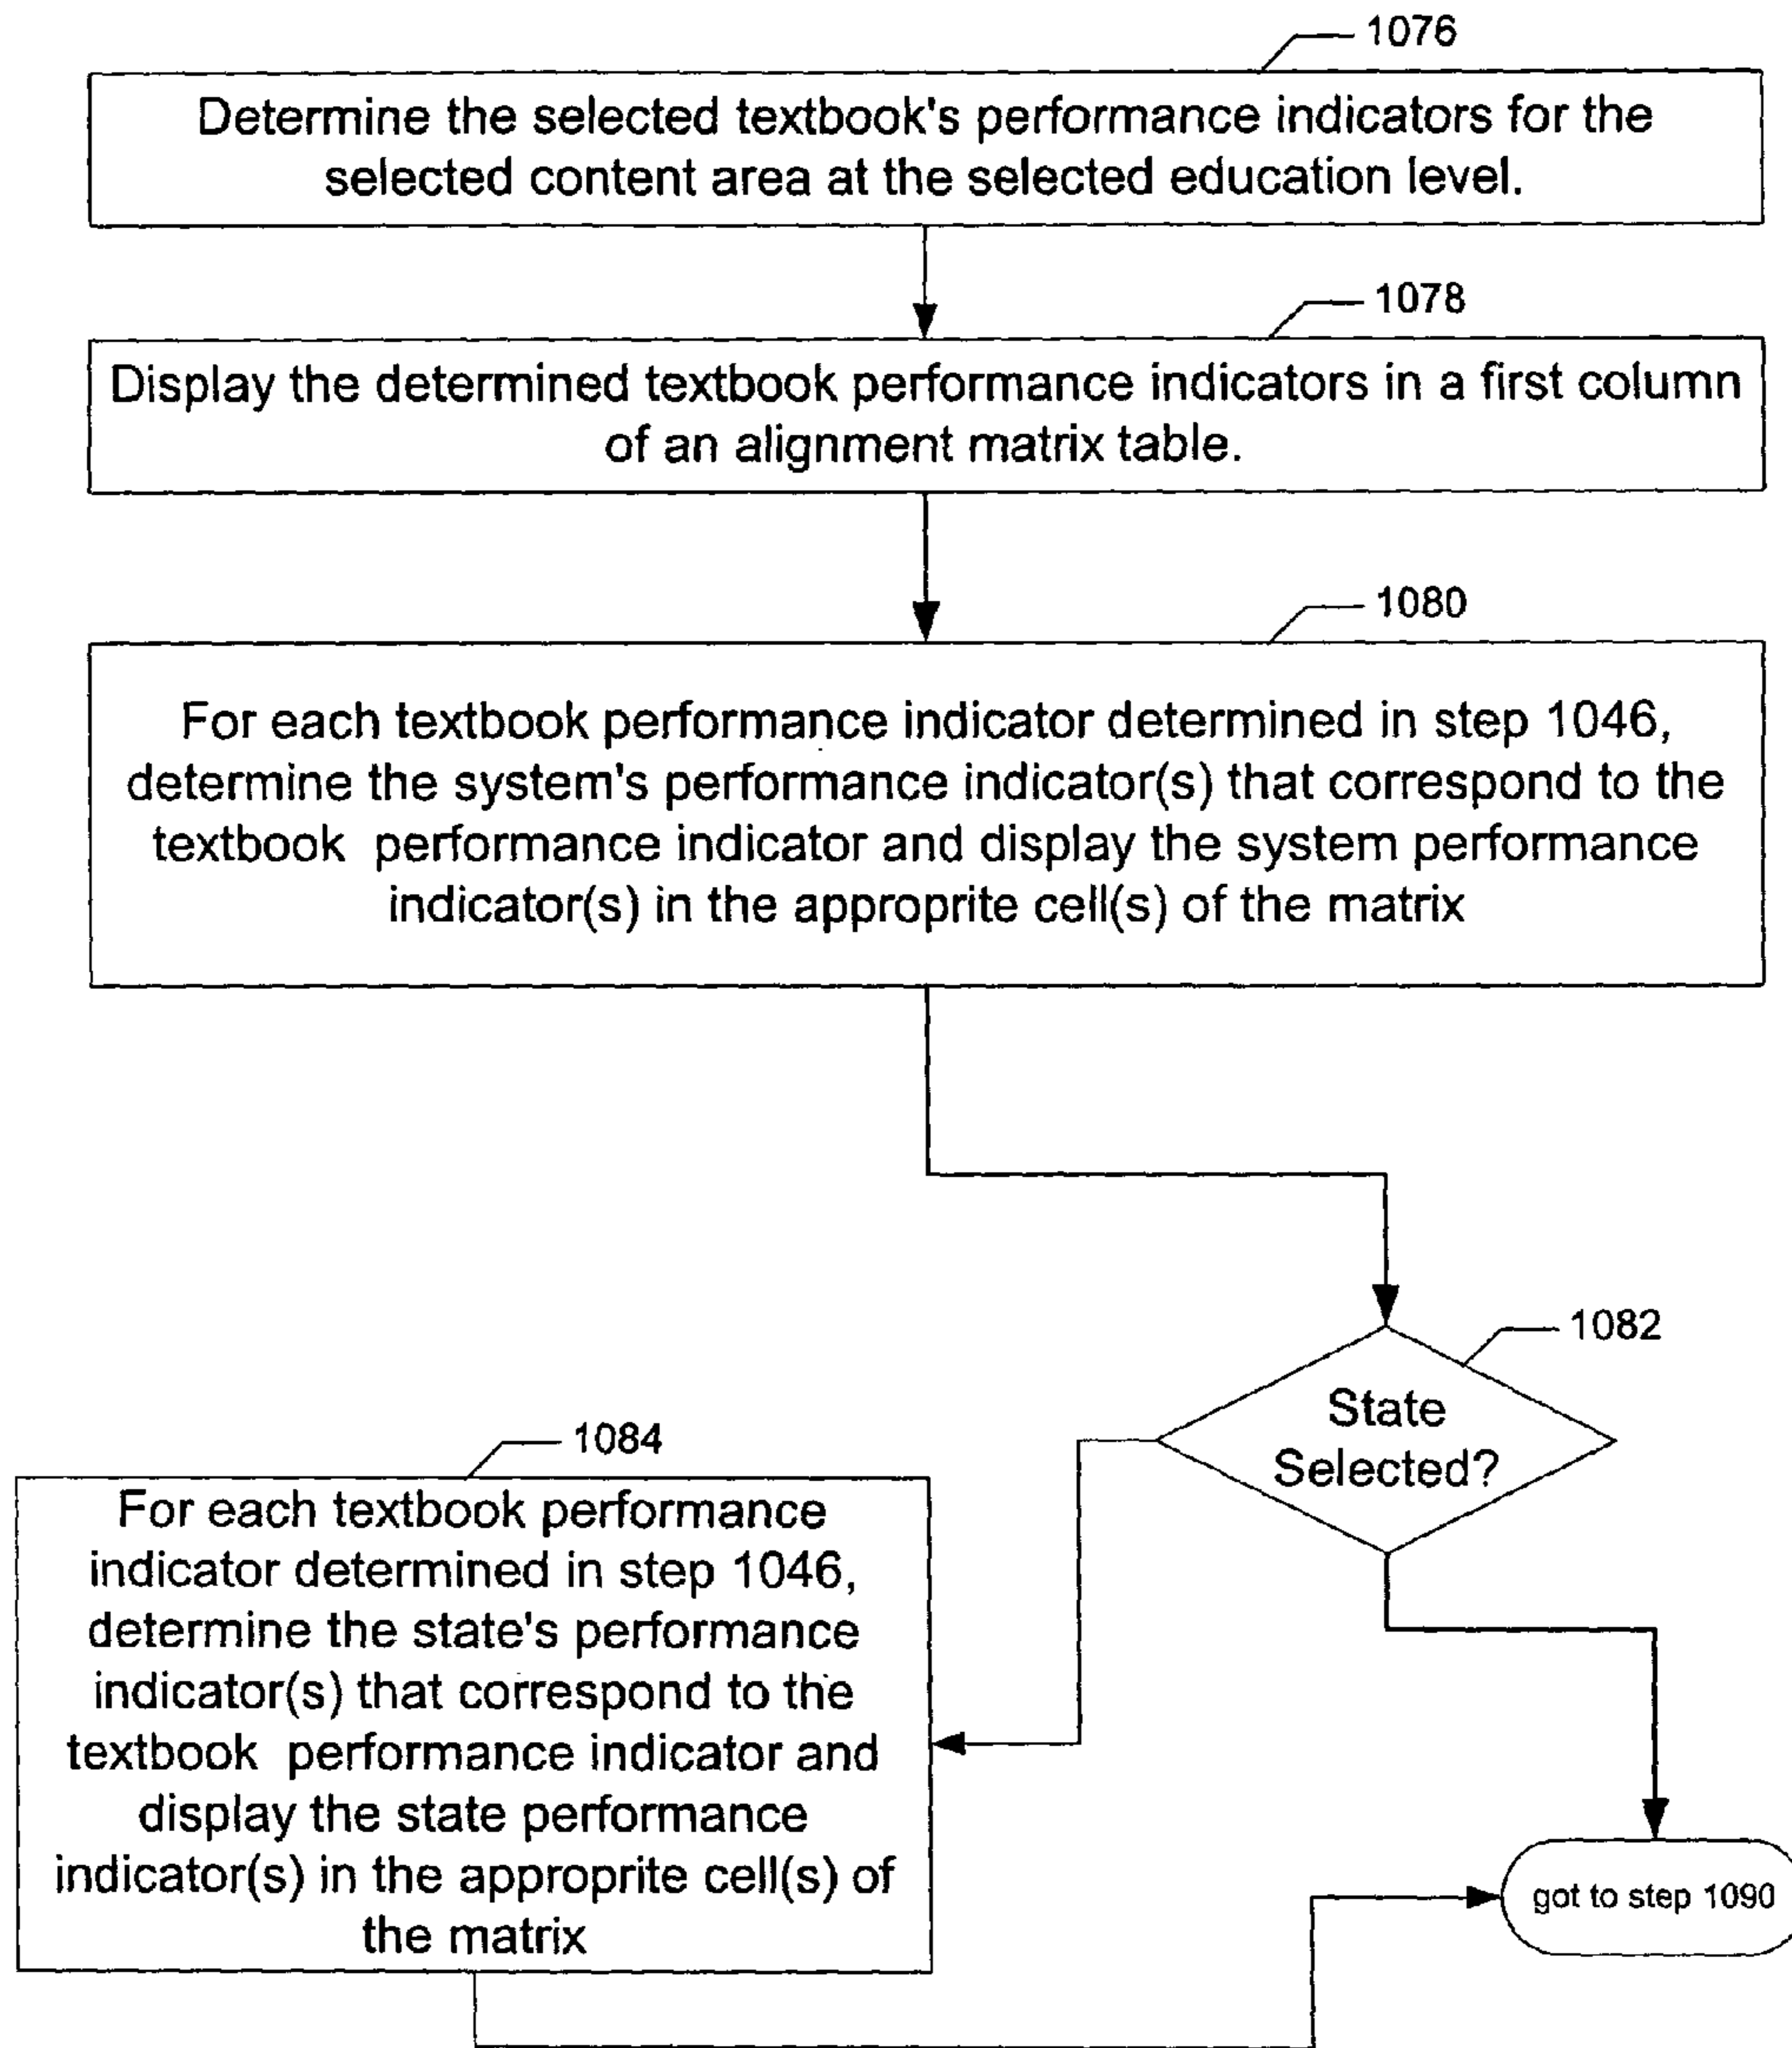 1076
Determine the selected textbook's performance indicators for the
selected content area at the selected education level.
1078
Display the determined textbook performance indicators in a first column
of an alignment matrix table.
1080
For each textbook performance indicator determined in step 1046,
determine the system's performance indicator(s) that correspond to the
textbook performance indicator and display the system performance
indicator(s) in the approprite cell(s) of the matrix
1082
State
Selected?
1084
For each textbook performance
indicator determined in step 1046,
determine the state's performance
indicator(s) that correspond to the
textbook performance indicator and
display the state performance
indicator(s) in the approprite cell(s) of
the matrix
got to step 1090